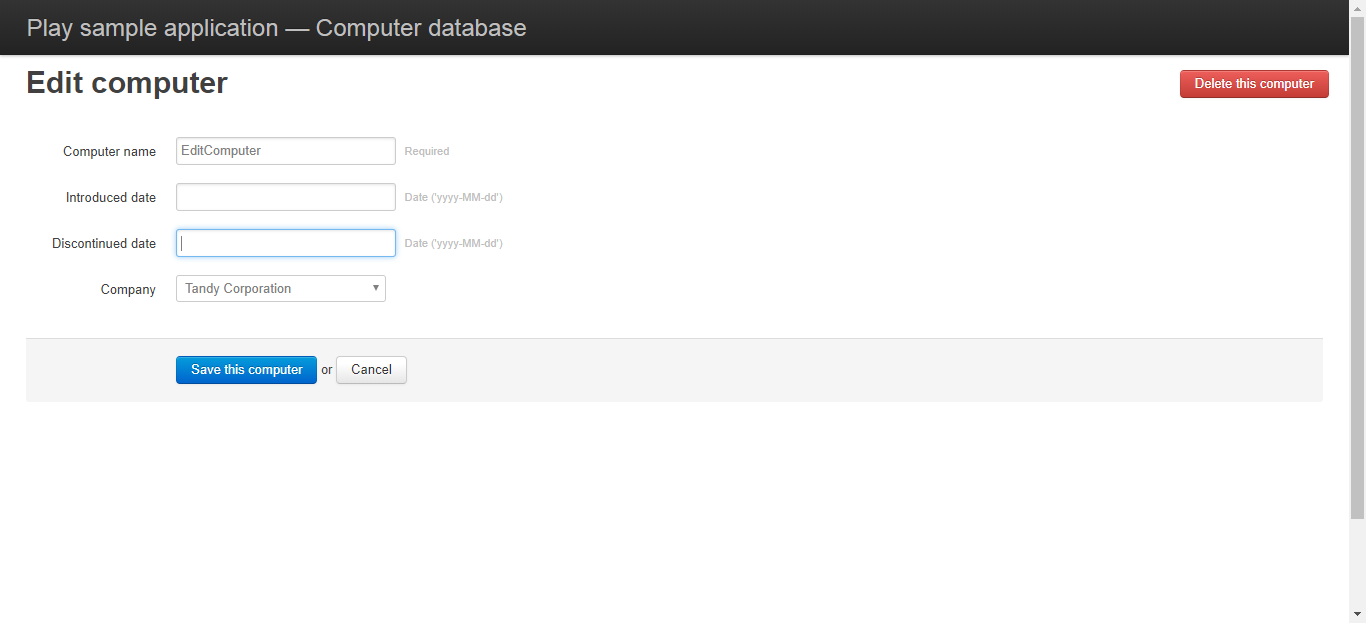 Play sample application — Computer database
Edit computer
Delete this computer
Computer name EditComputer Required
Introduced date Date ('yyyy-MM-dd')
Discontinued date Date ('yyyy-MM-dd')
Company Tandy Corporation
Save this computer or Cancel